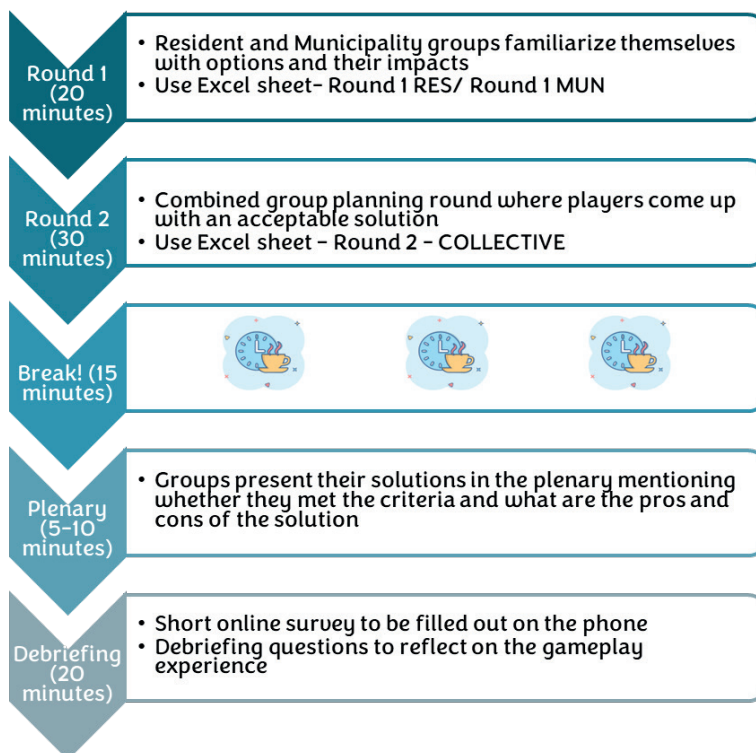 Round 1
(20
minutes)
• Resident and Municipality groups familiarize themselves
with options and their impacts
• Use Excel sheet- Round 1 RES/ Round 1 MUN
Round 2
(30
minutes)
• Combined group planning round where players come up
with an acceptable solution
• Use Excel sheet - Round 2 - COLLECTIVE
Break! (15
minutes)
Plenary
(5-10
minutes)
• Groups present their solutions in the plenary mentioning
whether they met the criteria and what are the pros and
cons of the solution
Debriefing
(20
minutes)
• Short online survey to be filled out on the phone
• Debriefing questions to reflect on the gameplay
experience